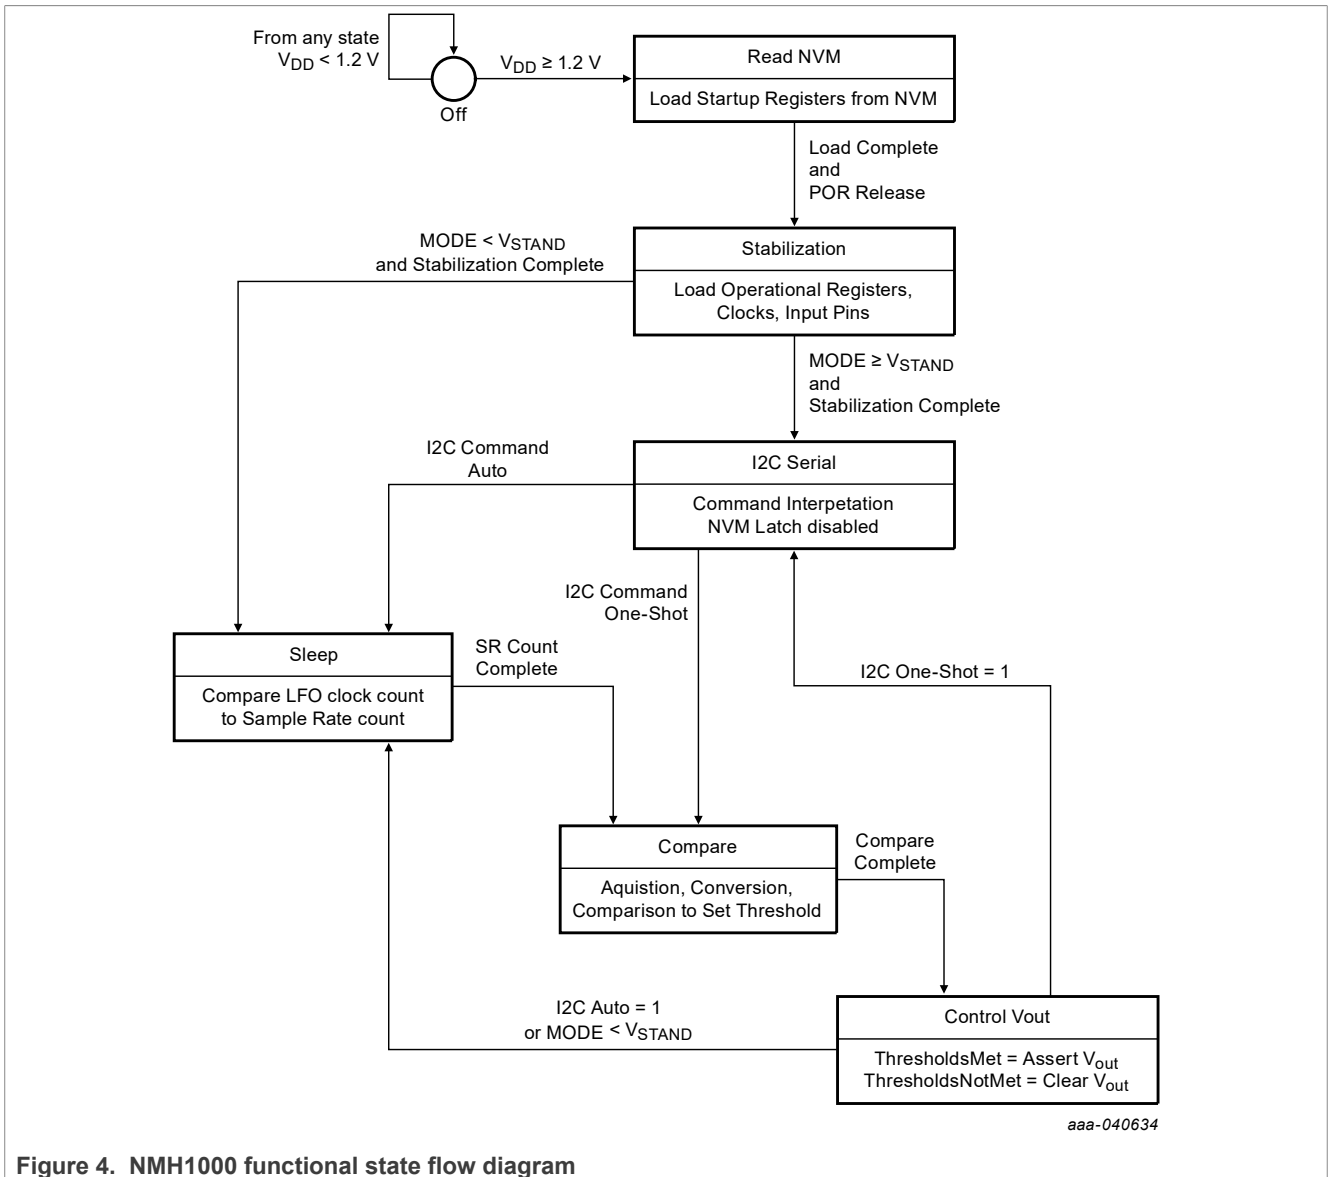 From any state
VDD < 1.2 V
Off
VDD ≥ 1.2 V
Read NVM
Load Startup Registers from NVM
Load Complete
and
POR Release
Stabilization
Load Operational Registers,
Clocks, Input Pins
MODE < VSTAND
and Stabilization Complete
MODE ≥ VSTAND
and
Stabilization Complete
I2C Serial
Command Interpetation
NVM Latch disabled
I2C Command
Auto
I2C Command
One-Shot
Sleep
Compare LFO clock count
to Sample Rate count
SR Count
Complete
I2C One-Shot = 1
Compare
Aquistion, Conversion,
Comparison to Set Threshold
Compare
Complete
I2C Auto = 1
or MODE < VSTAND
Control Vout
ThresholdsMet = Assert Vout
ThresholdsNotMet = Clear Vout
aaa-040634
Figure 4. NMH1000 functional state flow diagram